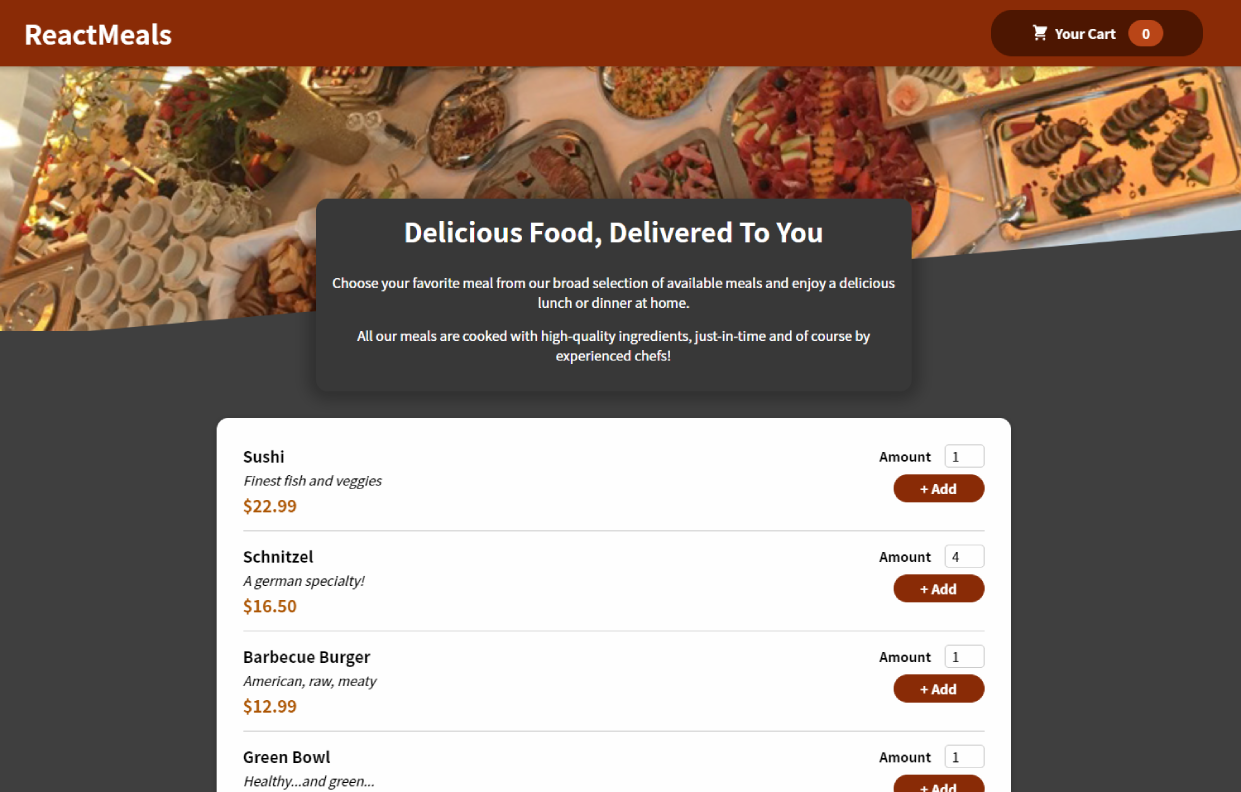 ReactMeals
Your Cart 0
Delicious Food, Delivered To You
Choose your favorite meal from our broad selection of available meals and enjoy a delicious
lunch or dinner at home.
All our meals are cooked with high-quality ingredients, just-in-time and of course by
experienced chefs!
Sushi
Amount 1
Finest fish and veggies
+ Add
$22.99
Schnitzel
Amount 4
A german specialty!
+ Add
$16.50
Barbecue Burger
Amount 1
American, raw, meaty
+ Add
$12.99
Green Bowl
Amount 1
Healthy...and green...
+ Add